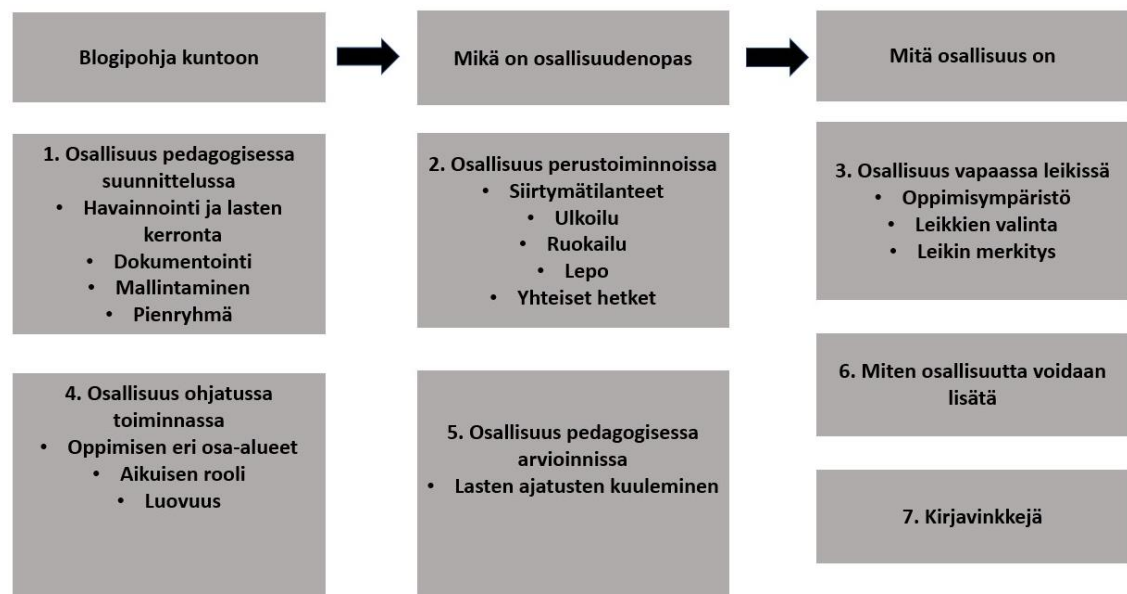 Blogipohja kuntoon
Mikä on osallisuudenopas
Mitä osallisuus on
1. Osallisuus pedagogisessa
suunnittelussa
• Havainnointi ja lasten
kerronta
• Dokumentointi
• Mallintaminen
• Pienryhmä
2. Osallisuus perustoiminnoissa
• Siirtymätilanteet
• Ulkoilu
• Ruokailu
• Lepo
• Yhteiset hetket
3. Osallisuus vapaassa leikissä
• Oppimisympäristö
• Leikkien valinta
• Leikin merkitys
4. Osallisuus ohjatussa
toiminnassa
• Oppimisen eri osa-alueet
• Aikuisen rooli
• Luovuus
5. Osallisuus pedagogisessa
arvioinnissa
• Lasten ajatusten kuuleminen
6. Miten osallisuutta voidaan
lisätä
7. Kirjavinkkejä